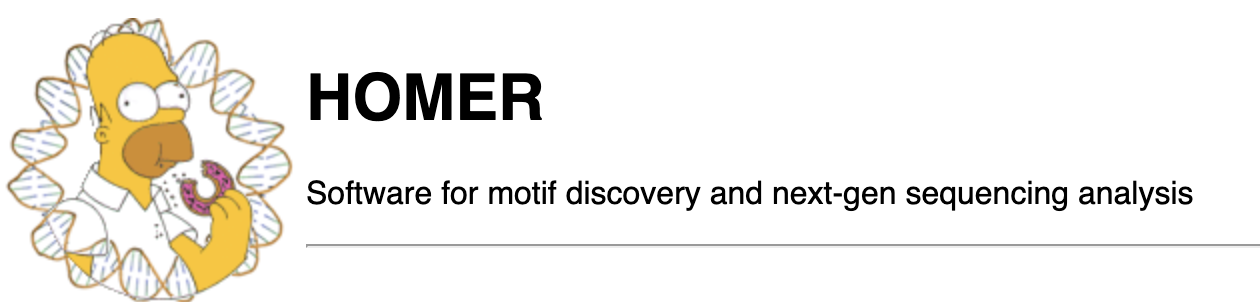 HOMER
Software for motif discovery and next-gen sequencing analysis